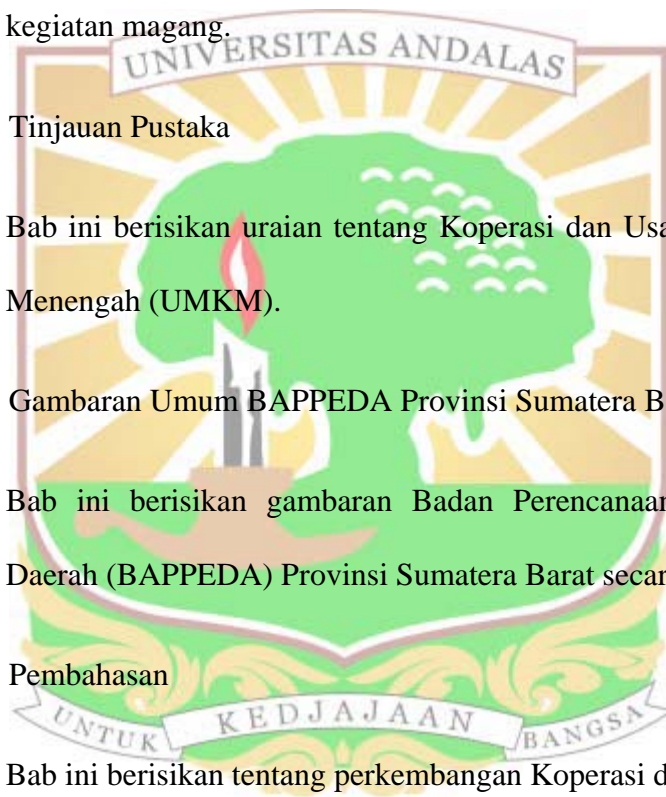 kegiatan magang.
UNIVERSITAS ANDALAS
Tinjauan Pustaka
Bab ini berisikan uraian tentang Koperasi dan Usa
Menengah (UMKM).
Gambaran Umum BAPPEDA Provinsi Sumatera B
Bab ini berisikan gambaran Badan Perencanaan
Daerah (BAPPEDA) Provinsi Sumatera Barat secar
Pembahasan
UNTUK KEDJAJAAN BANGSA
Bab ini berisikan tentang perkembangan Koperasi d